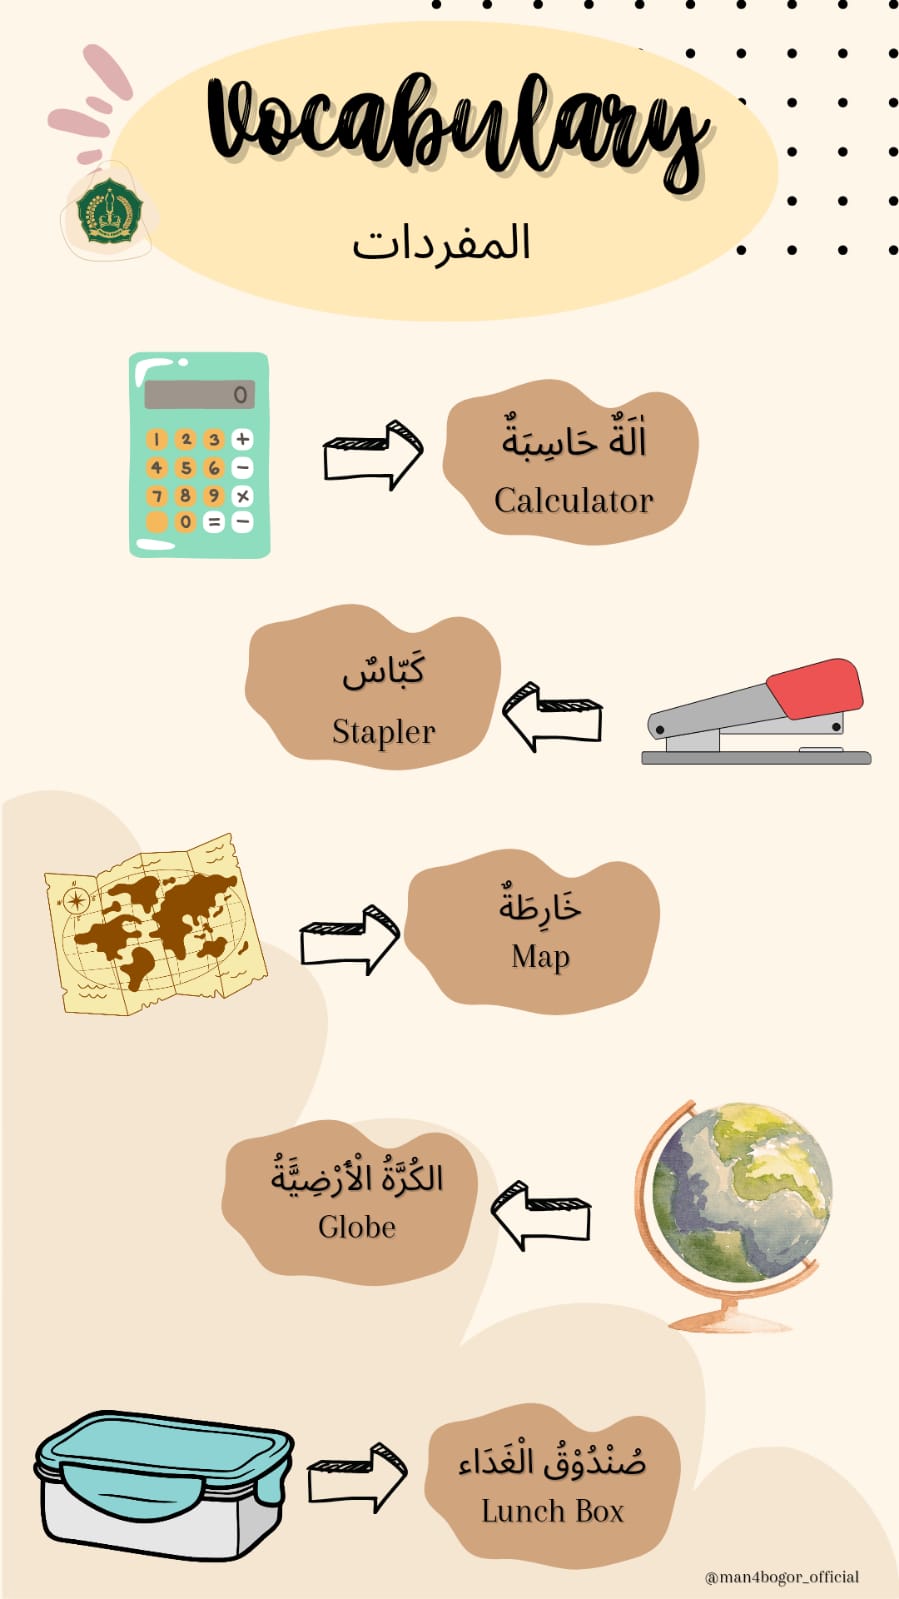 Vocabulary
المفردات
0
1 2 3 +
4 5 6 −
7 8 9 ×
0 = −
اٰلَةٌ حَاسِبَةٌ
Calculator
كَبّاسٌ
Stapler
خَارِطَةٌ
Map
الكُرَّةُ الْأَرْضِيَّةُ
Globe
صُنْدُوْقُ الْغَدَاء
Lunch Box
@man4bogor_official